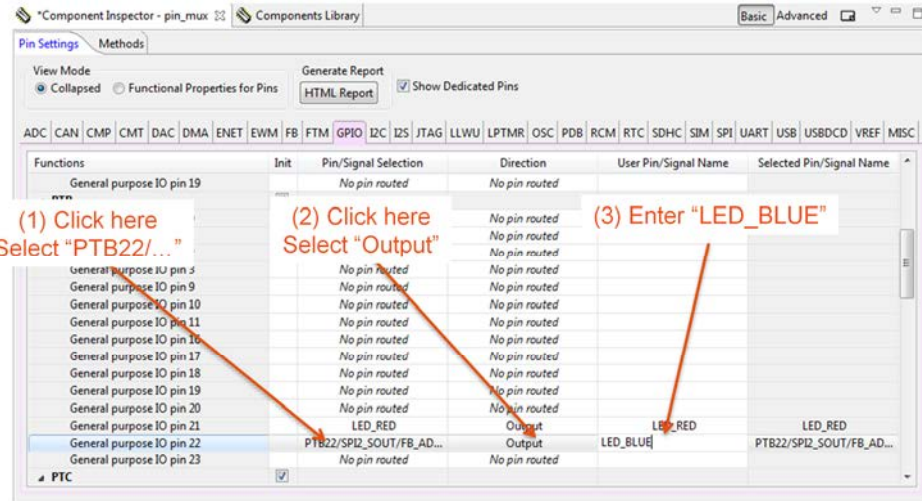 *Component Inspector - pin_mux Components Library Basic Advanced
Pin Settings Methods
View Mode Generate Report
Collapsed Functional Properties for Pins HTML Report Show Dedicated Pins
ADC CAN CMP CMT DAC DMA ENET EWM FB FTM GPIO I2C I2S JTAG LLWU LPTMR OSC PDB RCM RTC SDHC SIM SPI UART USB USBDCD VREF MISC
Functions Init Pin/Signal Selection Direction User Pin/Signal Name Selected Pin/Signal Name
General purpose IO pin 19 No pin routed No pin routed
(1) Click here
Select "PTB22/..."
(2) Click here
Select "Output"
(3) Enter "LED_BLUE"
No pin routed
No pin routed
No pin routed
General purpose IO pin 3 No pin routed No pin routed
General purpose IO pin 9 No pin routed No pin routed
General purpose IO pin 10 No pin routed No pin routed
General purpose IO pin 11 No pin routed No pin routed
General purpose IO pin 16 No pin routed No pin routed
General purpose IO pin 17 No pin routed No pin routed
General purpose IO pin 18 No pin routed No pin routed
General purpose IO pin 19 No pin routed No pin routed
General purpose IO pin 20 No pin routed No pin routed
General purpose IO pin 21 LED_RED Output LED_RED LED_RED
General purpose IO pin 22 PTB22/SPI2_SOUT/FB_AD... Output LED_BLUE PTB22/SPI2_SOUT/FB_AD...
General purpose IO pin 23 No pin routed No pin routed
PTC